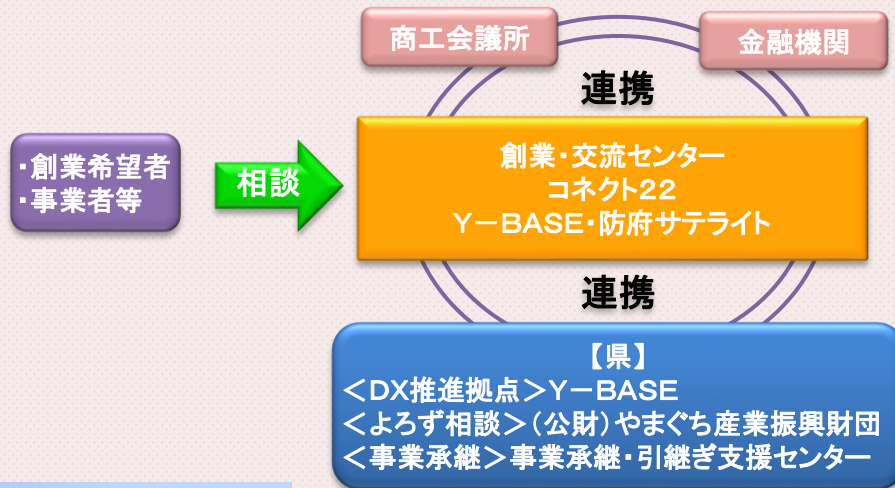 商工会議所
金融機関
連携
・創業希望者
・事業者等
相談
創業・交流センター
コネクト22
Y－BASE・防府サテライト
連携
【県】
＜DX推進拠点＞Y－BASE
＜よろず相談＞(公財)やまぐち産業振興財団
＜事業承継＞事業承継・引継ぎ支援センター